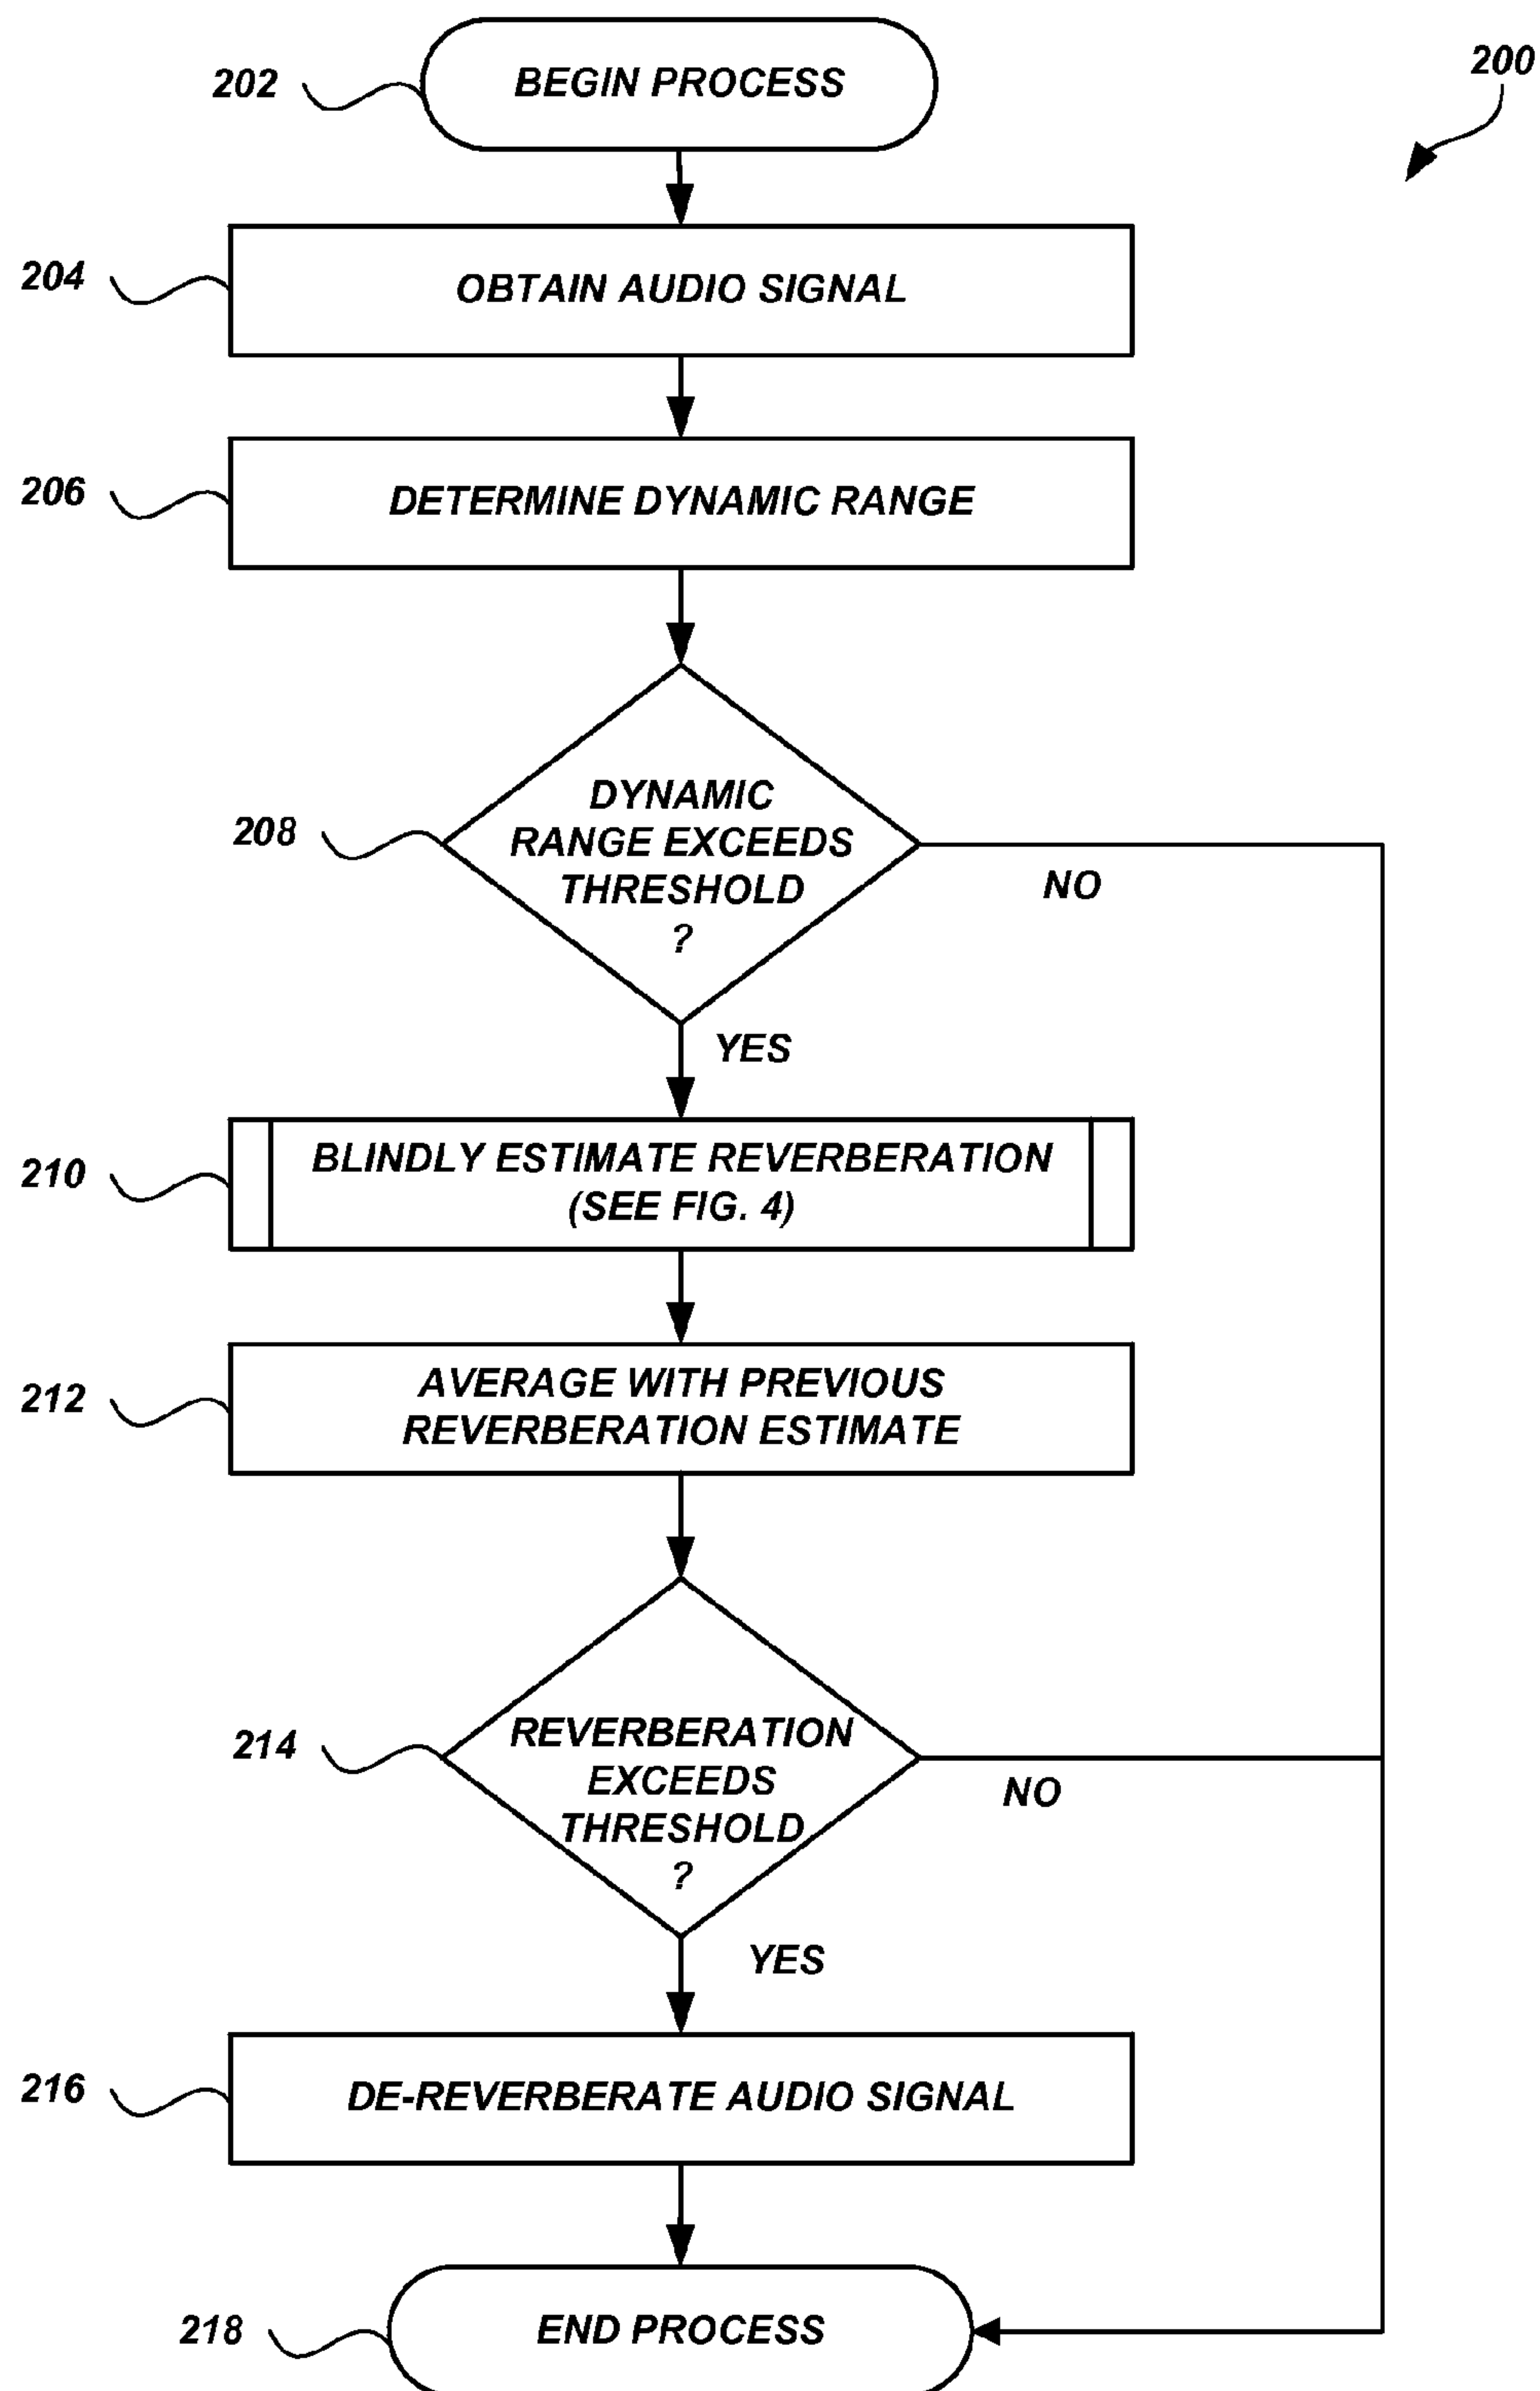 202
BEGIN PROCESS
200
204
OBTAIN AUDIO SIGNAL
206
DETERMINE DYNAMIC RANGE
208
DYNAMIC
RANGE EXCEEDS
THRESHOLD
?
NO
YES
210
BLINDLY ESTIMATE REVERBERATION
(SEE FIG. 4)
212
AVERAGE WITH PREVIOUS
REVERBERATION ESTIMATE
214
REVERBERATION
EXCEEDS
THRESHOLD
?
NO
YES
216
DE-REVERBERATE AUDIO SIGNAL
218
END PROCESS